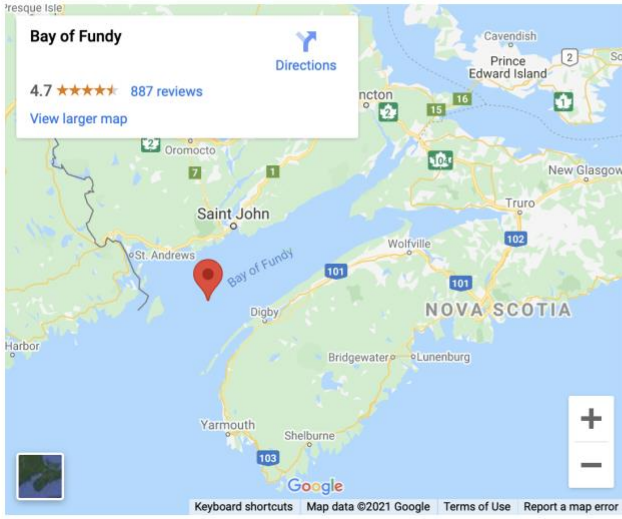 Presque Isle
Bay of Fundy
Directions
4.7
887 reviews
View larger map
Cavendish
Prince
Edward Island
2
1
ncton
2
15
16
2
Oromocto
7
1
104
New Glasgow
Truro
Saint John
102
Wolfville
St. Andrews
Bay of Fundy
101
101
Digby
NOVA SCOTIA
Harbor
Bridgewater
Lunenburg
Yarmouth
Shelburne
103
Google
Keyboard shortcuts
Map data ©2021 Google
Terms of Use
Report a map error